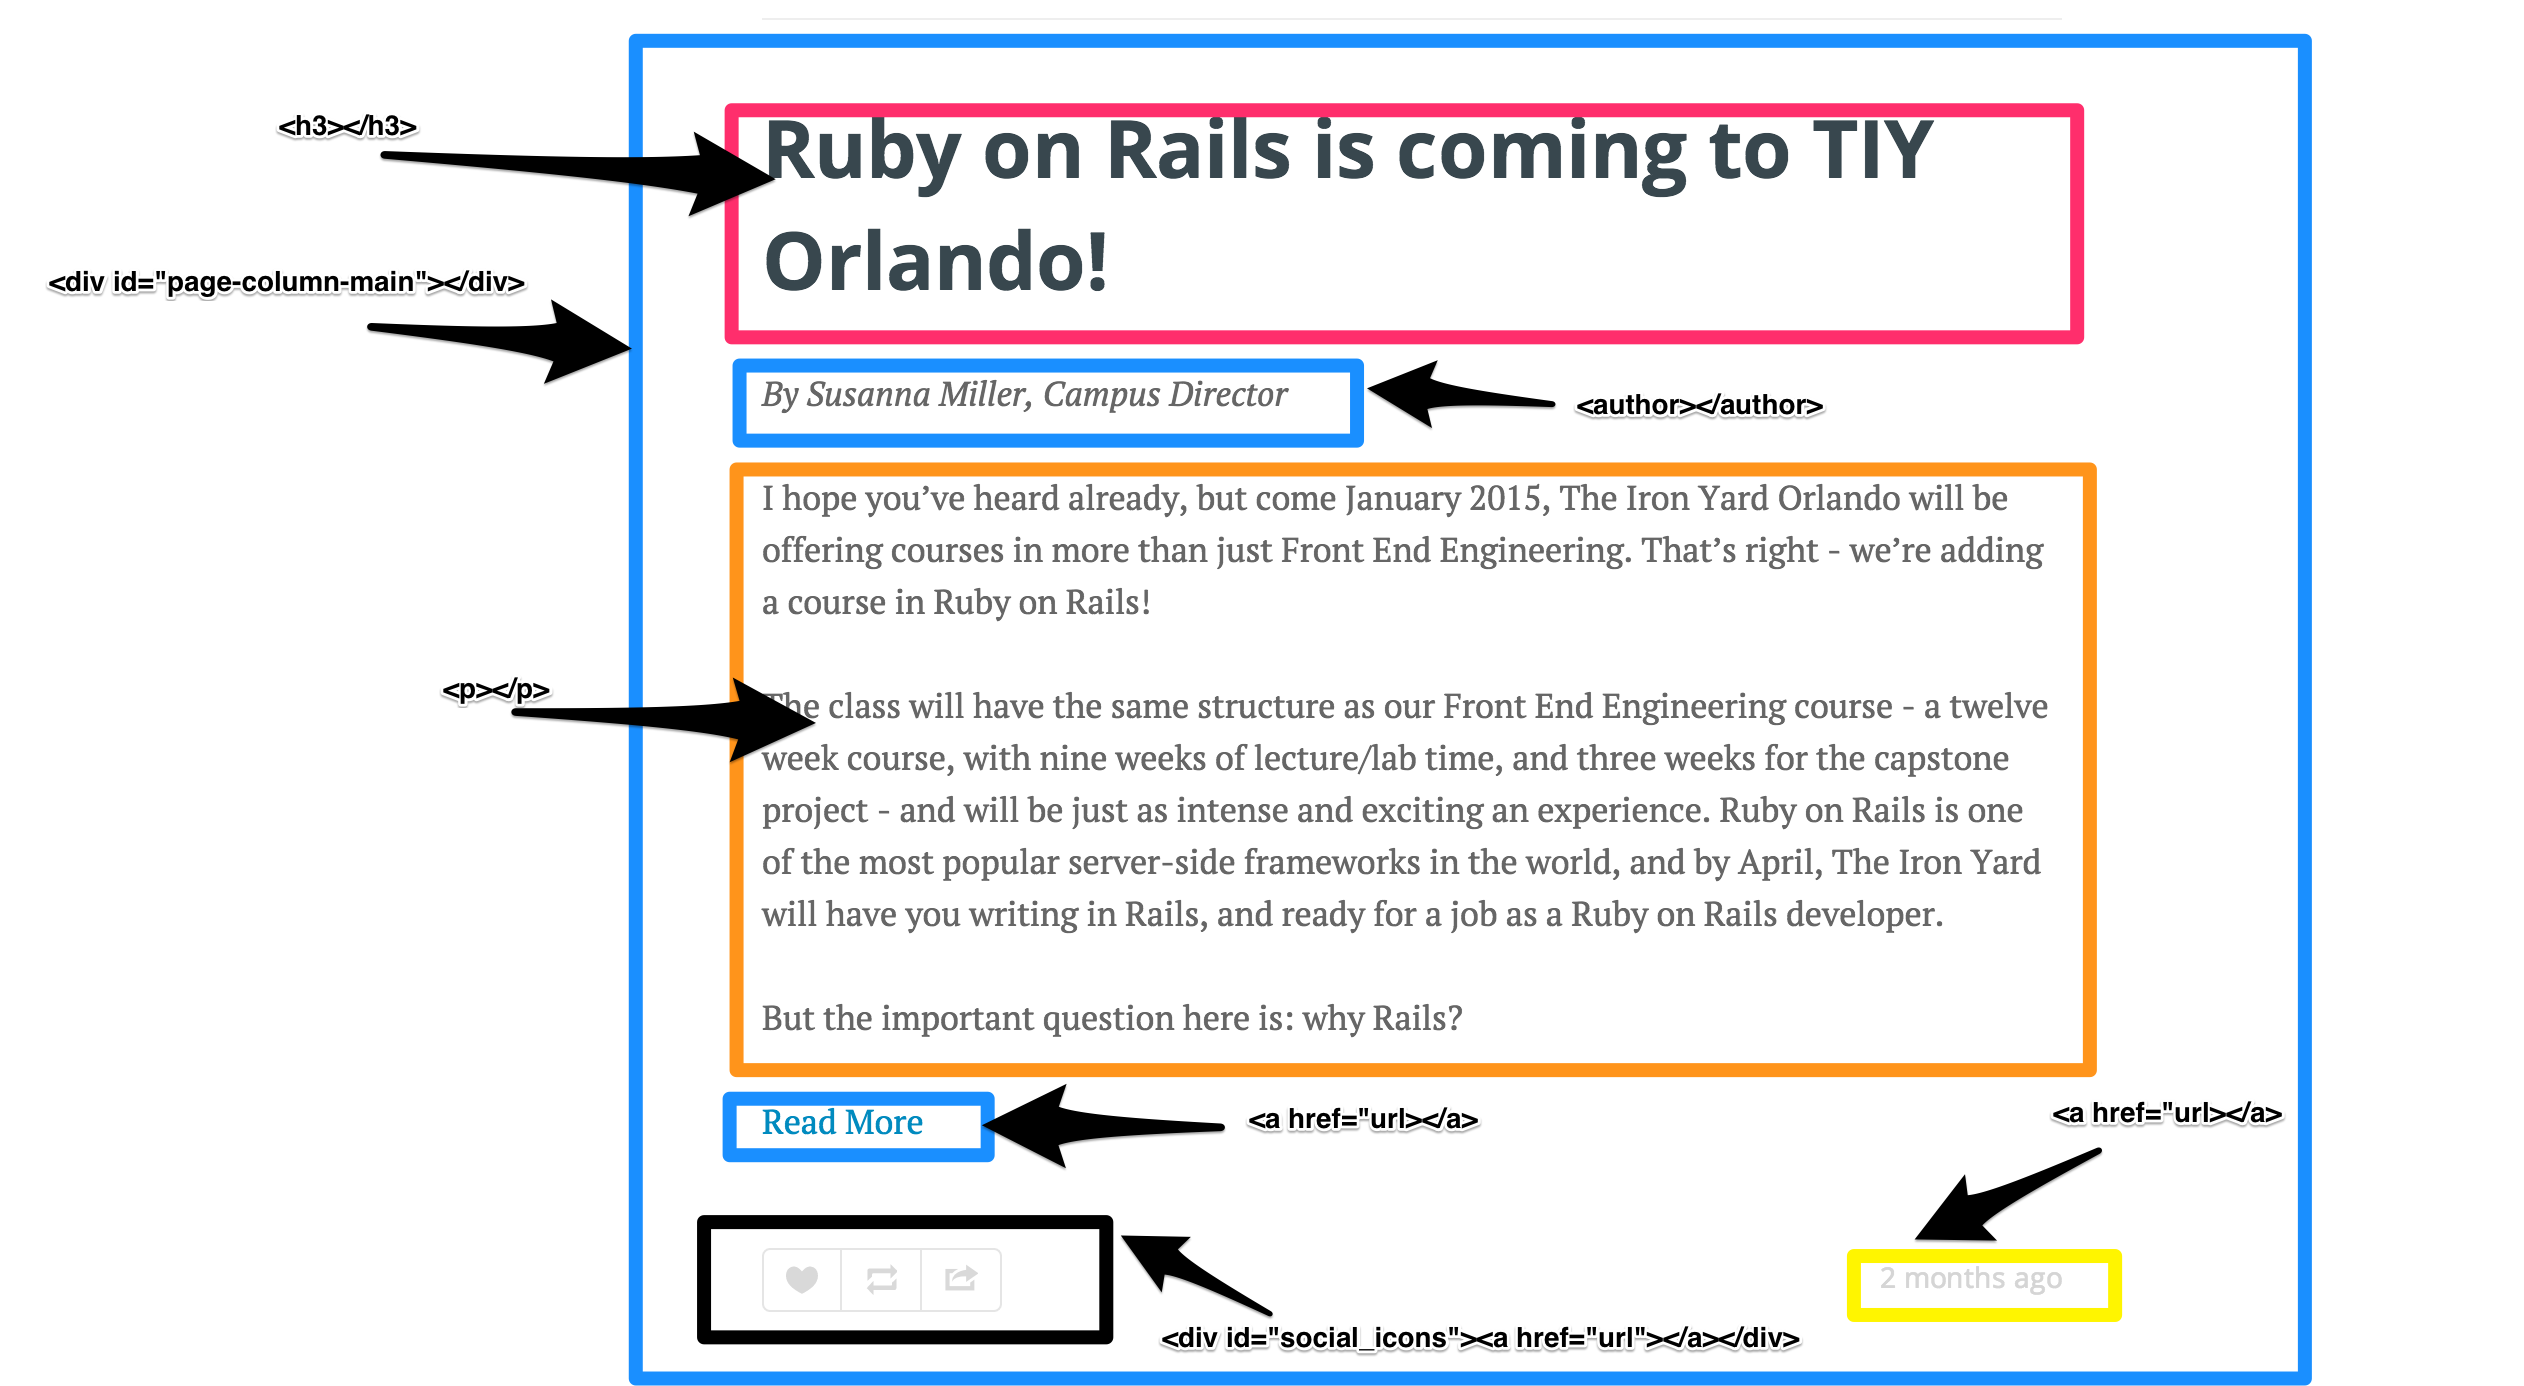 <h3></h3>
Ruby on Rails is coming to TIY
Orlando!
<div id="page-column-main"></div>
By Susanna Miller, Campus Director
<author></author>
I hope you’ve heard already, but come January 2015, The Iron Yard Orlando will be
offering courses in more than just Front End Engineering. That’s right - we’re adding
a course in Ruby on Rails!
<p></p>
The class will have the same structure as our Front End Engineering course - a twelve
week course, with nine weeks of lecture/lab time, and three weeks for the capstone
project - and will be just as intense and exciting an experience. Ruby on Rails is one
of the most popular server-side frameworks in the world, and by April, The Iron Yard
will have you writing in Rails, and ready for a job as a Ruby on Rails developer.
But the important question here is: why Rails?
Read More
<a href="url></a>
<a href="url></a>
2 months ago
<div id="social_icons"><a href="url"></a></div>